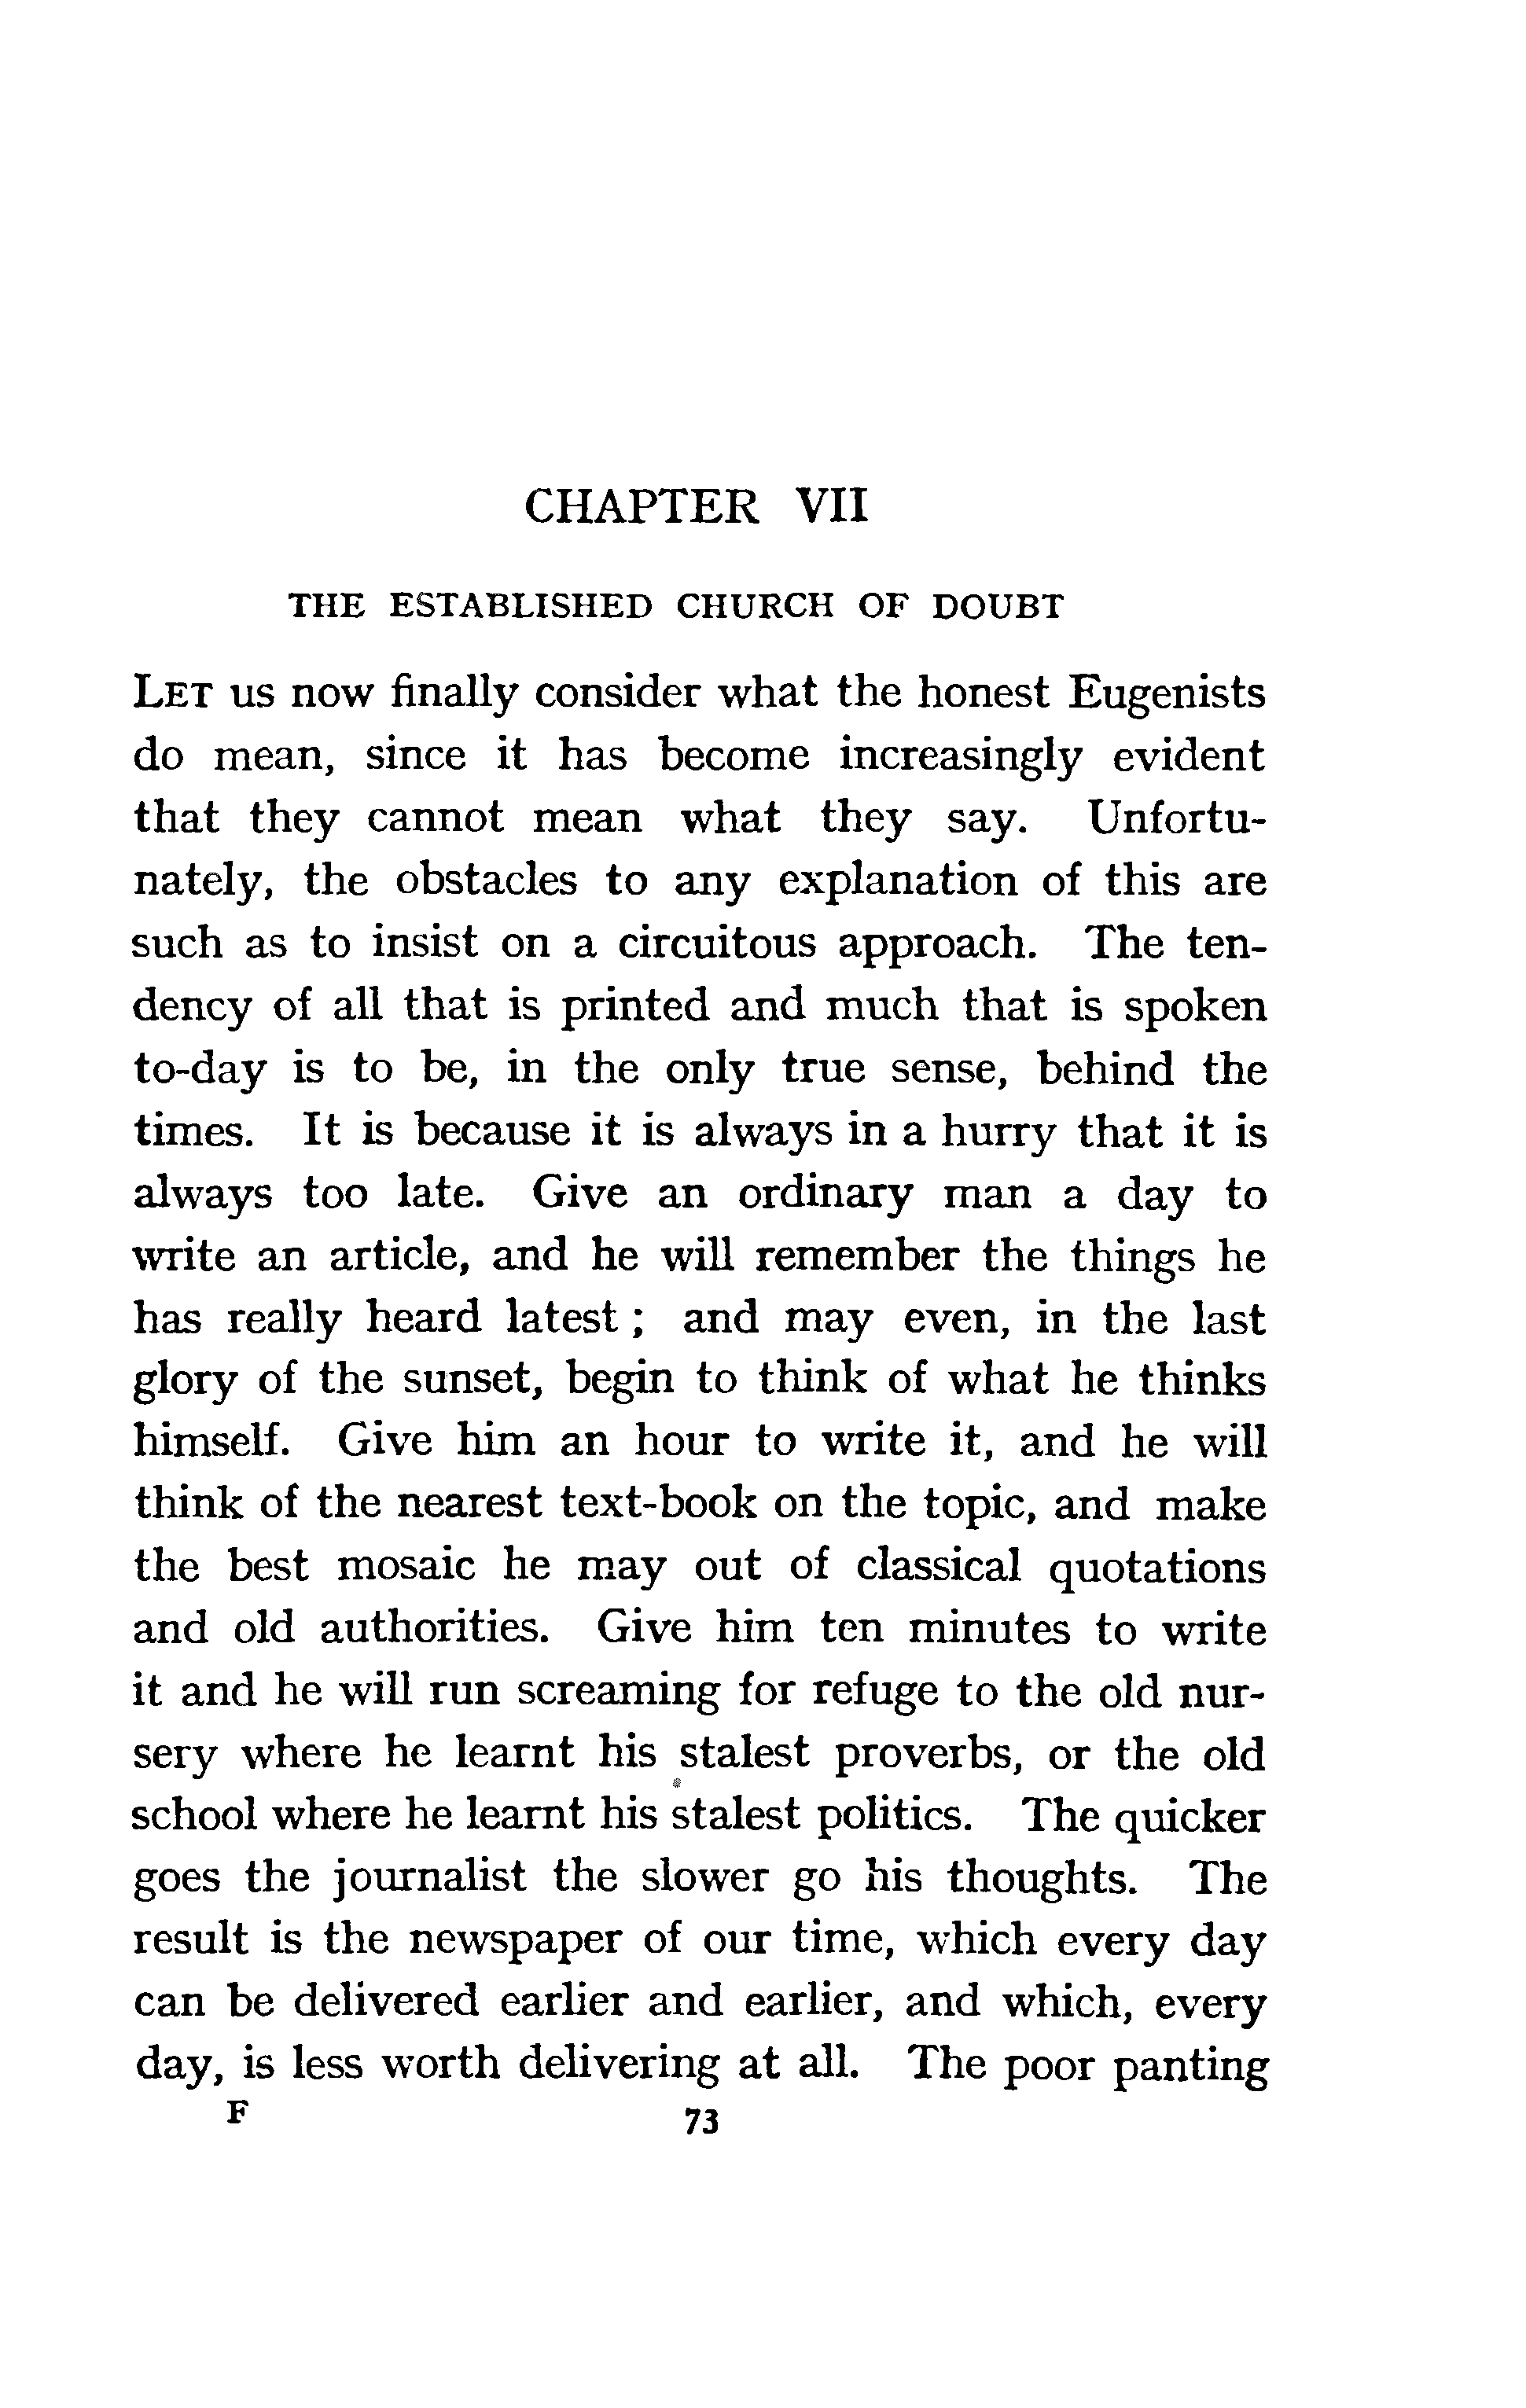 CHAPTER VII
THE ESTABLISHED CHURCH OF DOUBT
LET us now finally consider what the honest Eugenists
do mean, since it has become increasingly evident
that they cannot mean what they say. Unfortu-
nately, the obstacles to any explanation of this are
such as to insist on a circuitous approach. The ten-
dency of all that is printed and much that is spoken
to-day is to be, in the only true sense, behind the
times. It is because it is always in a hurry that it is
always too late. Give an ordinary man a day to
write an article, and he will remember the things he
has really heard latest ; and may even, in the last
glory of the sunset, begin to think of what he thinks
himself. Give him an hour to write it, and he will
think of the nearest text-book on the topic, and make
the best mosaic he may out of classical quotations
and old authorities. Give him ten minutes to write
it and he will run screaming for refuge to the old nur-
sery where he learnt his stalest proverbs, or the old
school where he learnt his stalest politics. The quicker
goes the journalist the slower go his thoughts. The
result is the newspaper of our time, which every day
can be delivered earlier and earlier, and which, every
day, is less worth delivering at all. The poor panting
F 73